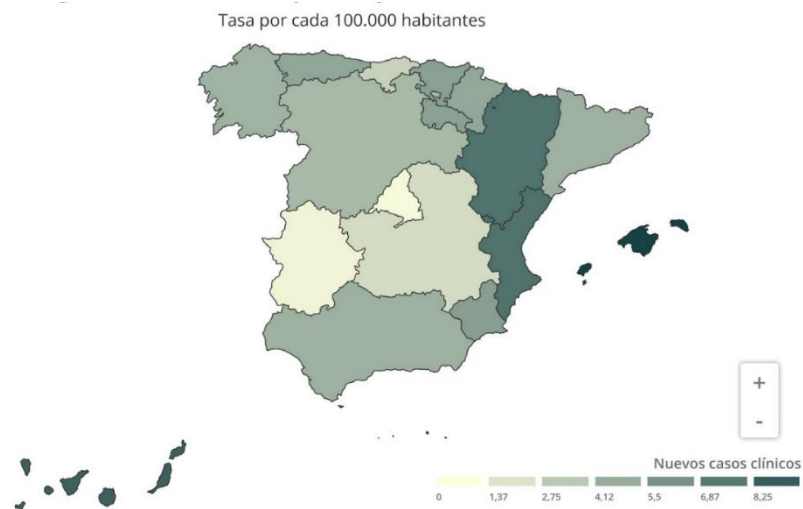 Tasa por cada 100.000 habitantes
+
-
Nuevos casos clínicos
0 1,37 2,75 4,12 5,5 6,87 8,25